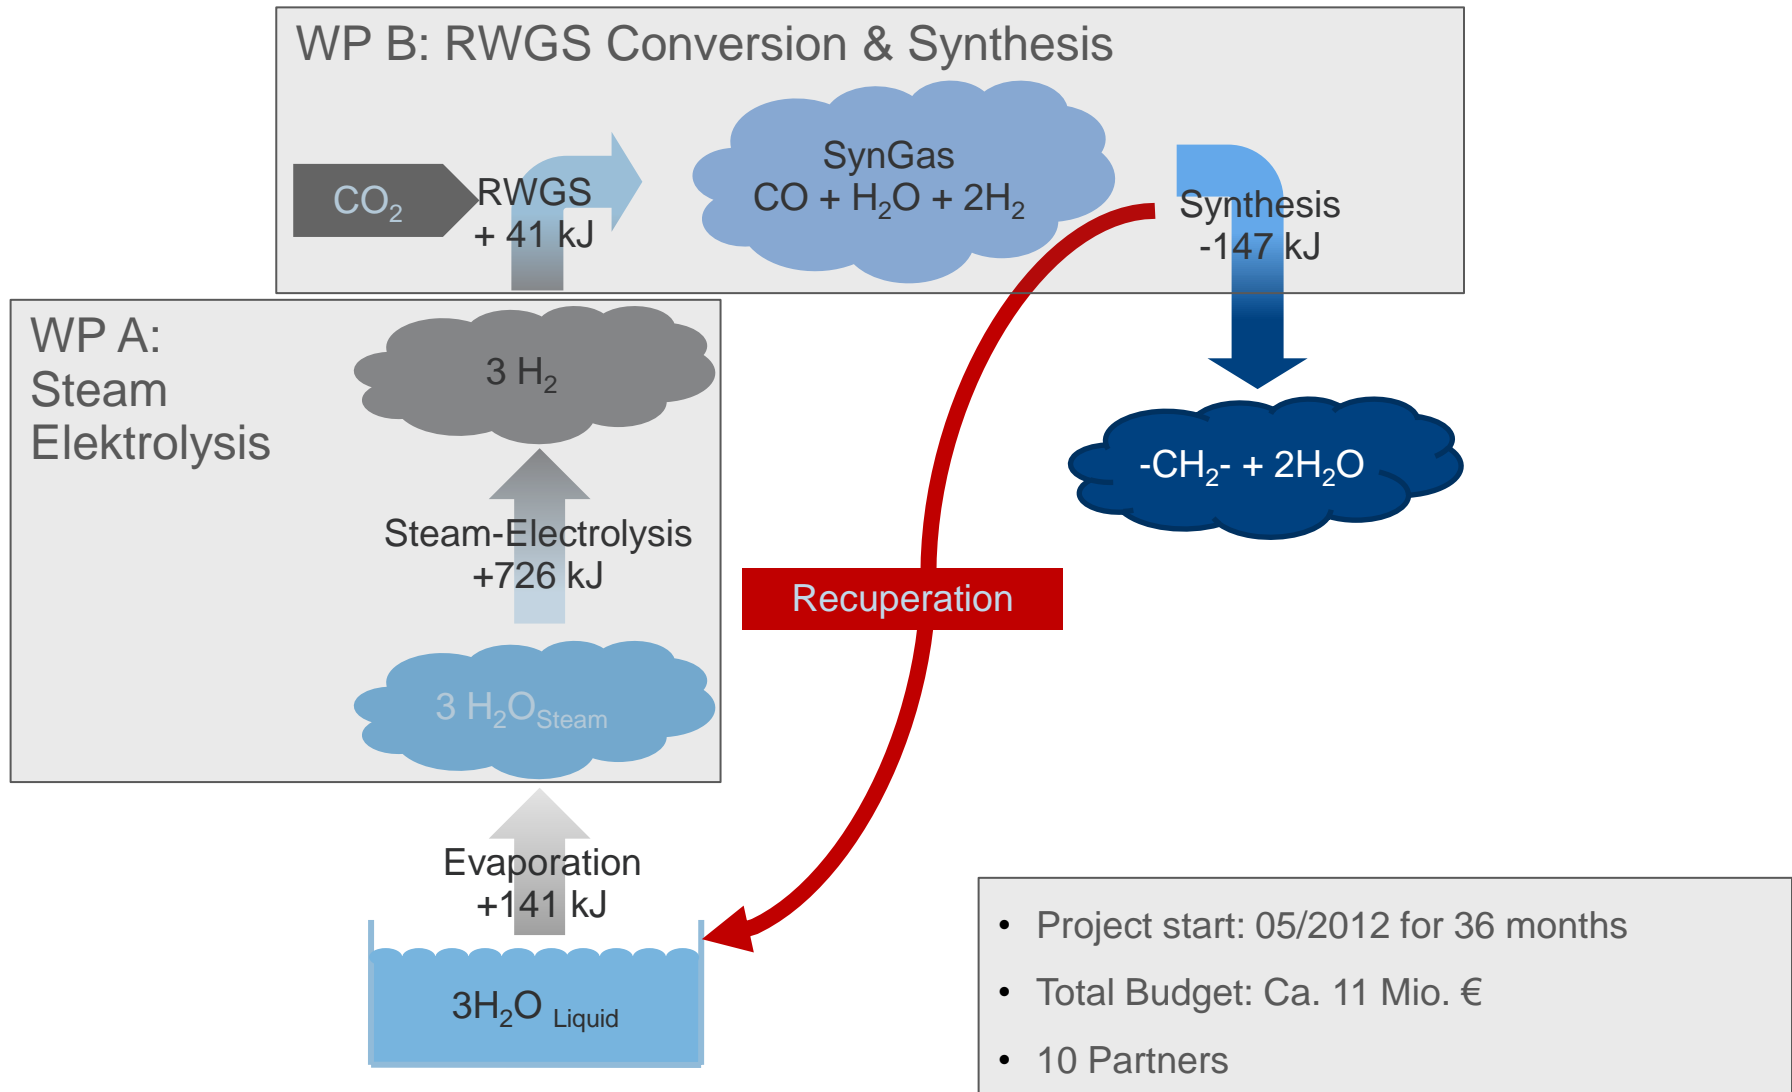 WP B: RWGS Conversion & Synthesis
CO₂
RWGS
+ 41 kJ
SynGas
CO + H₂O + 2H₂
Synthesis
-147 kJ
WP A:
Steam
Elektrolysis
3 H₂
-CH₂- + 2H₂O
Steam-Electrolysis
+726 kJ
Recuperation
3 H₂O Steam
Evaporation
+141 kJ
3H₂O Liquid
• Project start: 05/2012 for 36 months
• Total Budget: Ca. 11 Mio. €
• 10 Partners